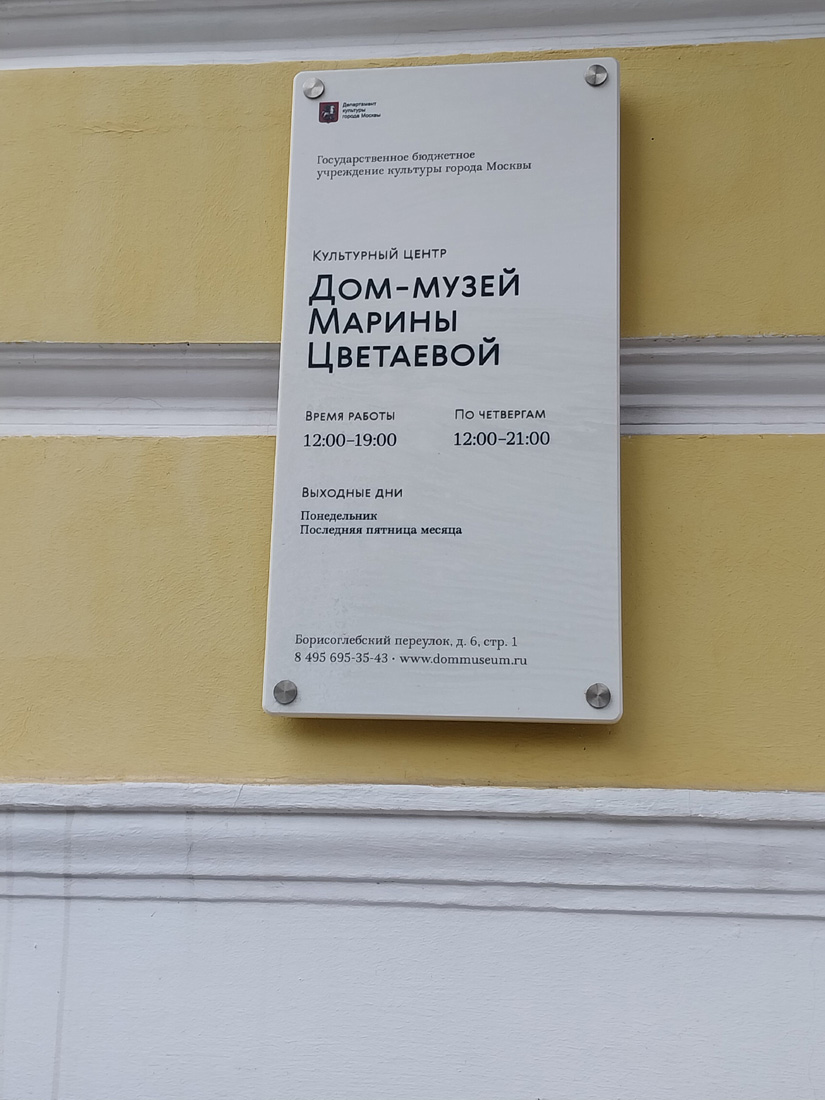 Департамент
культуры
города Москвы
Государственное бюджетное
учреждение культуры города Москвы
Культурный центр
Дом-музей
Марины
Цветаевой
Время работы
12:00–19:00
По четвергам
12:00–21:00
Выходные дни
Понедельник
Последняя пятница месяца
Борисоглебский переулок, д. 6, стр. 1
8 495 695-35-43 · www.dommuseum.ru